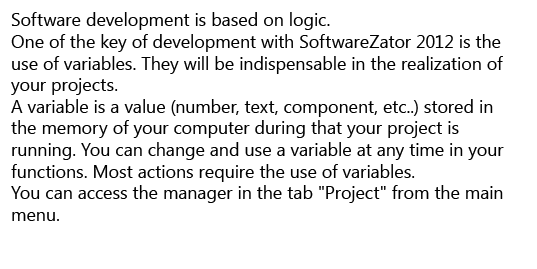 Software development is based on logic.
One of the key of development with SoftwareZator 2012 is the
use of variables. They will be indispensable in the realization of
your projects.
A variable is a value (number, text, component, etc..) stored in
the memory of your computer during that your project is
running. You can change and use a variable at any time in your
functions. Most actions require the use of variables.
You can access the manager in the tab "Project" from the main
menu.